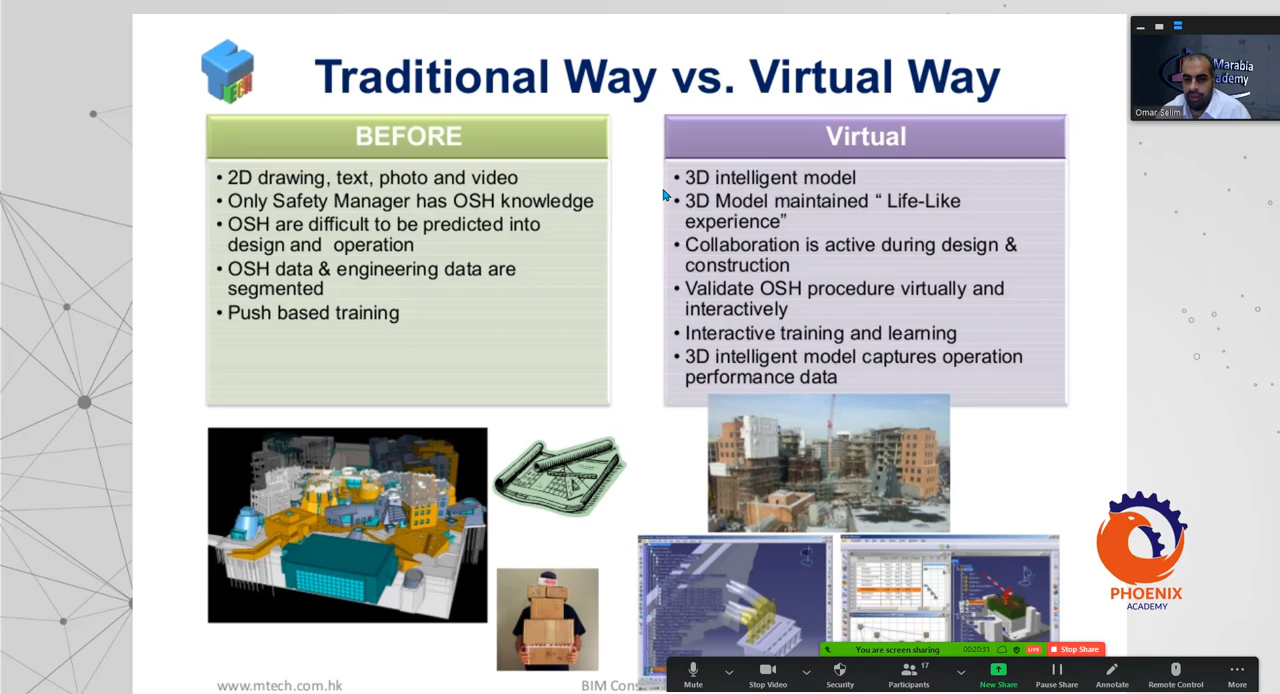 Traditional Way vs. Virtual Way
BEFORE
• 2D drawing, text, photo and video
• Only Safety Manager has OSH knowledge
• OSH are difficult to be predicted into
design and operation
• OSH data & engineering data are
segmented
• Push based training
Virtual
• 3D intelligent model
• 3D Model maintained “ Life-Like
experience”
• Collaboration is active during design &
construction
• Validate OSH procedure virtually and
interactively
• Interactive training and learning
• 3D intelligent model captures operation
performance data
Marabia
Omar Selim
PHOENIX
ACADEMY
www.mtech.com.hk
BIM
You are screen sharing
00:20:31
LIVE
Stop Share
Mute
Stop Video
Security
17
Participants
New Share
Pause Share
Annotate
Remote Control
More